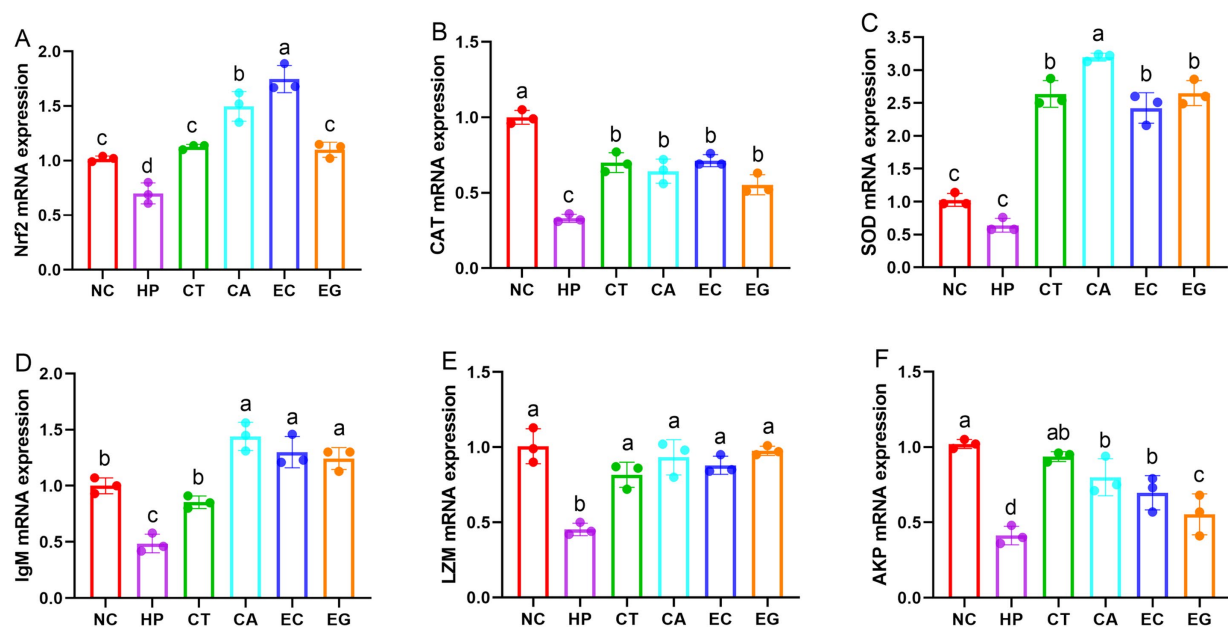 A
Nrf2 mRNA expression
2.0
1.5
1.0
0.5
0.0
c
d
c
b
a
c
NC HP CT CA EC EG
B
CAT mRNA expression
1.5
1.0
0.5
0.0
a
c
b
b
b
b
NC HP CT CA EC EG
C
SOD mRNA expression
3.5
3.0
2.5
2.0
1.5
1.0
0.5
0.0
c
c
b
a
b
b
NC HP CT CA EC EG
D
IgM mRNA expression
2.0
1.5
1.0
0.5
0.0
b
c
b
a
a
a
NC HP CT CA EC EG
E
LZM mRNA expression
1.5
1.0
0.5
0.0
a
b
a
a
a
a
NC HP CT CA EC EG
F
AKP mRNA expression
1.5
1.0
0.5
0.0
a
d
ab
b
b
c
NC HP CT CA EC EG